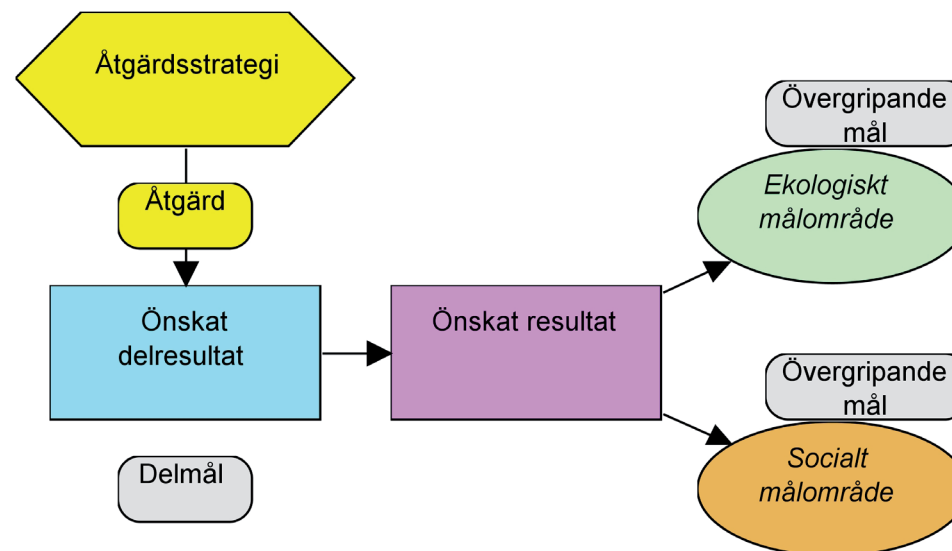 Åtgärdsstrategi
Åtgärd
Önskat
delresultat
Delmål
Önskat resultat
Övergripande
mål
Ekologiskt
målområde
Övergripande
mål
Socialt
målområde